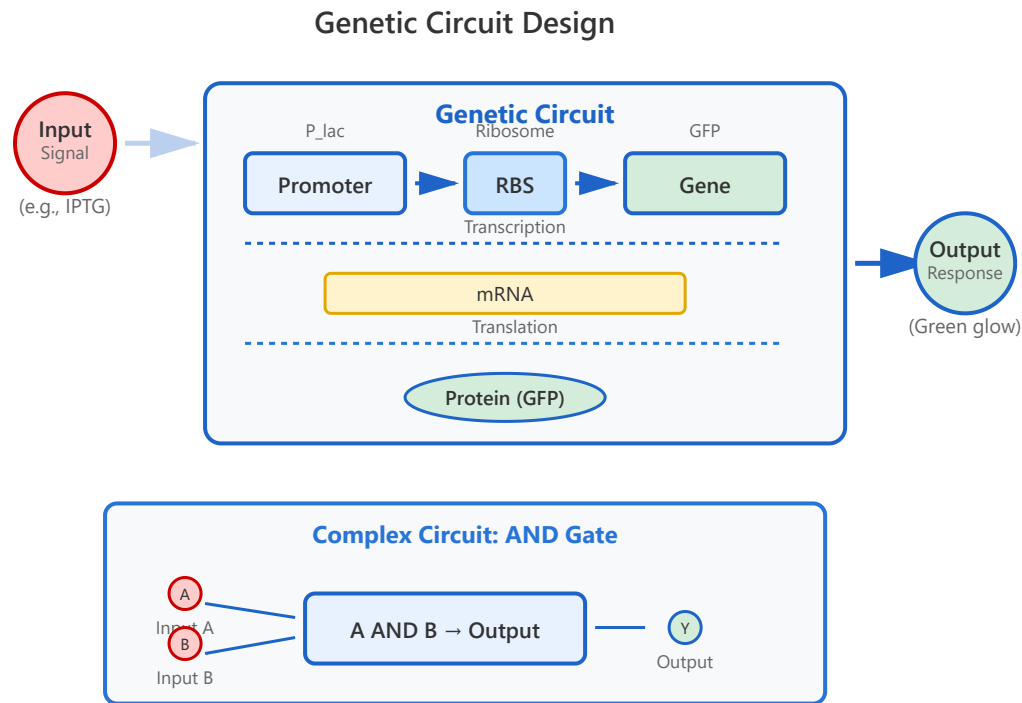 Genetic Circuit Design
Input
Signal
(e.g., IPTG)
Genetic Circuit
P_lac
Ribosome
GFP
Promoter
RBS
Gene
Transcription
mRNA
Translation
Protein (GFP)
Output
Response
(Green glow)
Complex Circuit: AND Gate
A
Input A
B
Input B
A AND B → Output
Y
Output